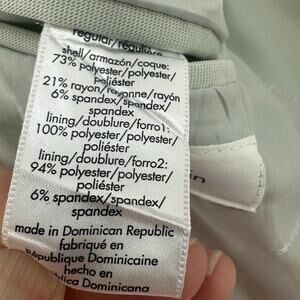 regular/régulière
shell/armazón/coque:
73% polyester/polyester/
poliéster
21% rayon/rayonne/rayón
6% spandex/spandex/
spandex
lining/doublure/forro1:
100% polyester/polyester/
poliéster
lining/doublure/forro2:
94% polyester/polyester/
poliéster
6% spandex/spandex/
spandex
made in Dominican Republic
fabriqué en
République Dominicaine
hecho en
Dominicana
in